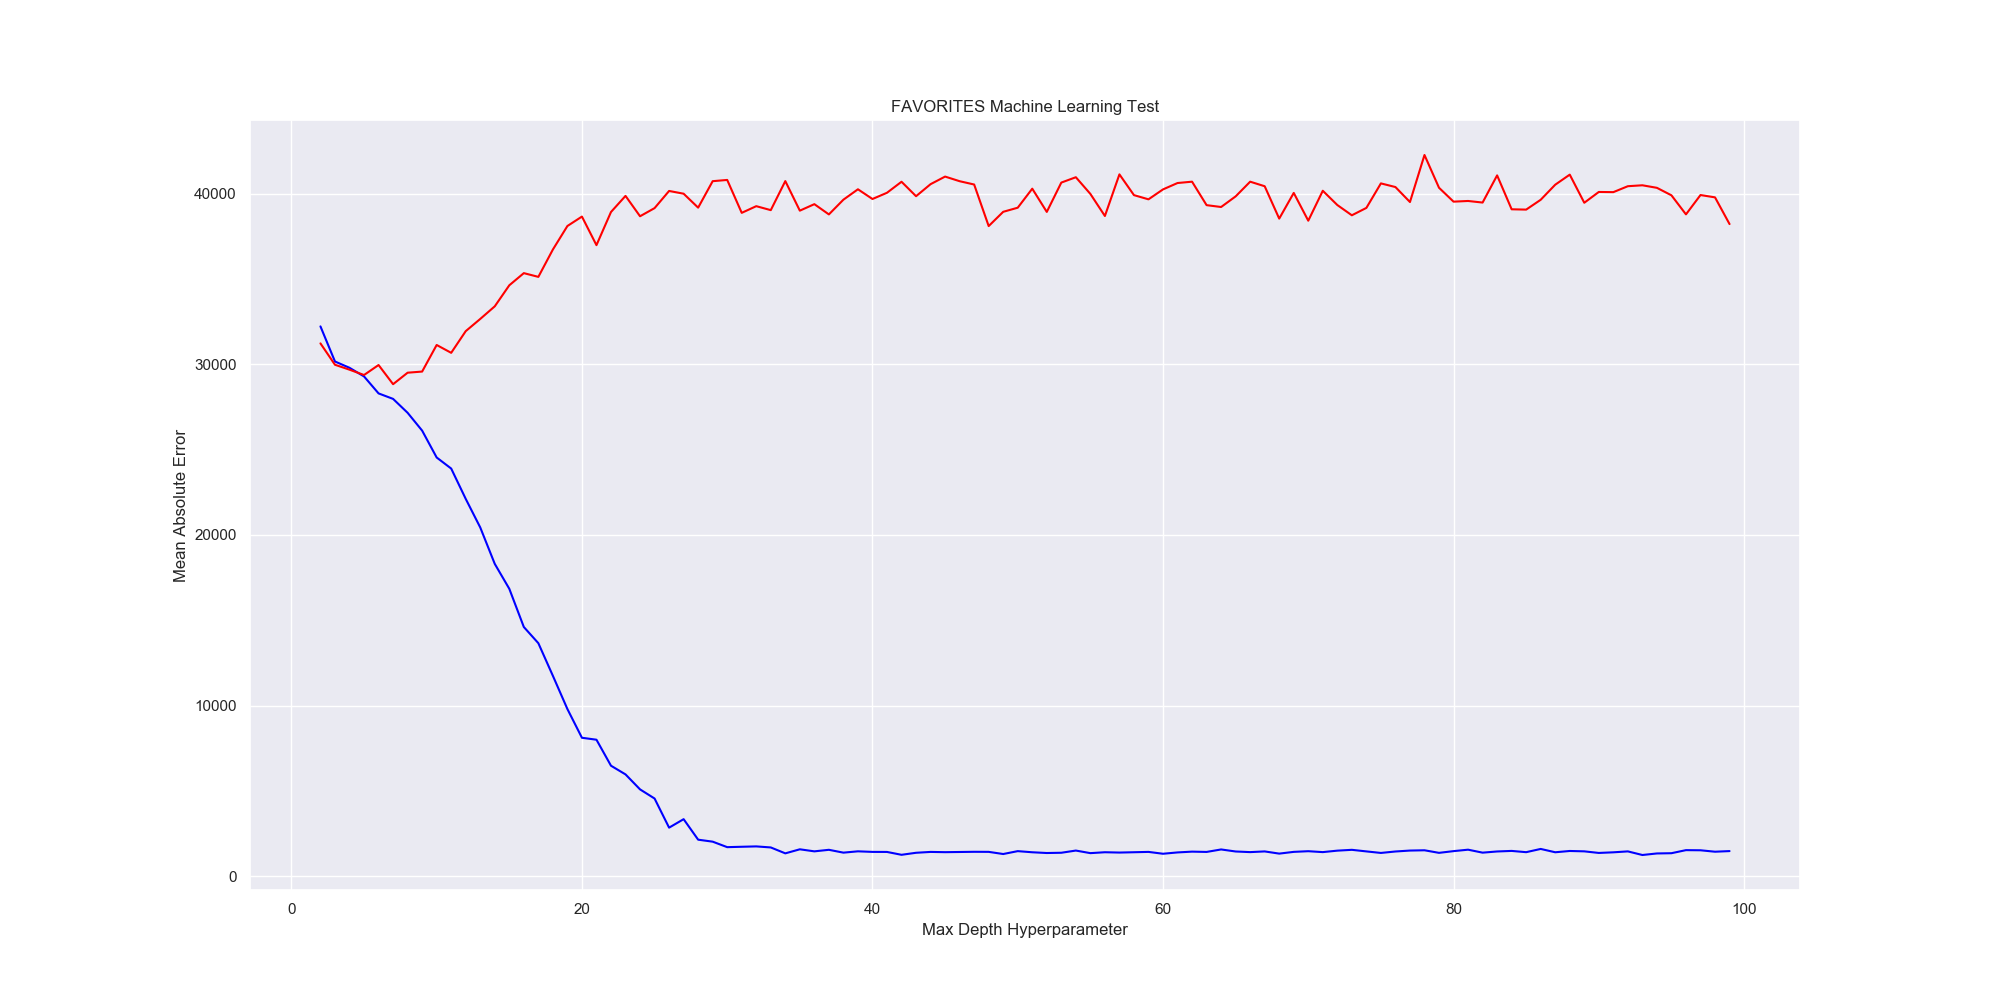 FAVORITES Machine Learning Test
Mean Absolute Error
40000
30000
20000
10000
0
0 20 40 60 80 100
Max Depth Hyperparameter